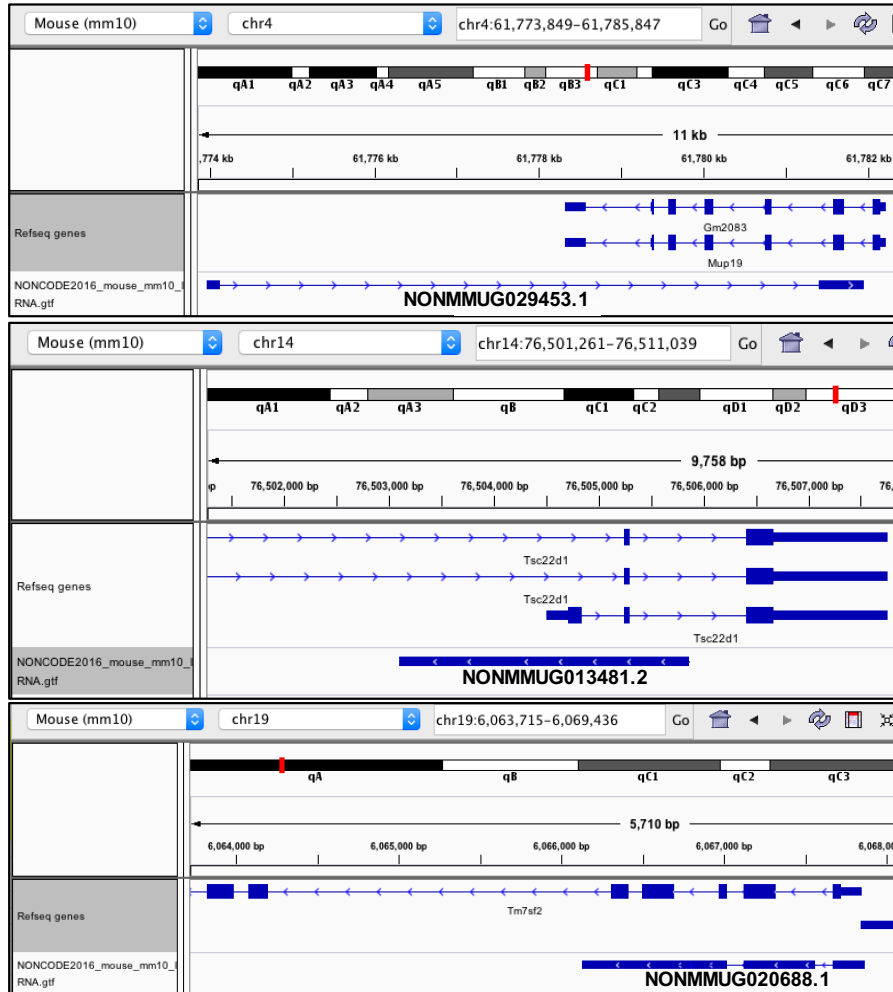 Mouse (mm10) chr4 chr4:61,773,849-61,785,847 Go
qA1 qA2 qA3 qA4 qA5 qB1 qB2 qB3 qC1 qC3 qC4 qC5 qC6 qC7
11 kb
,774 kb 61,776 kb 61,778 kb 61,780 kb 61,782 kb
Refseq genes
Gm2083
Mup19
NONCODE2016_mouse_mm10_l
RNA.gtf
NONMMUG029453.1
Mouse (mm10) chr14 chr14:76,501,261-76,511,039 Go
qA1 qA2 qA3 qB qC1 qC2 qD1 qD2 qD3
9,758 bp
p 76,502,000 bp 76,503,000 bp 76,504,000 bp 76,505,000 bp 76,506,000 bp 76,507,000 bp 76,
Tsc22d1
Refseq genes
Tsc22d1
Tsc22d1
NONCODE2016_mouse_mm10_l
RNA.gtf
NONMMUG013481.2
Mouse (mm10) chr19 chr19:6,063,715-6,069,436 Go
qA qB qC1 qC2 qC3
5,710 bp
6,064,000 bp 6,065,000 bp 6,066,000 bp 6,067,000 bp 6,068,0
Refseq genes
Tm7sf2
NONCODE2016_mouse_mm10_l
RNA.gtf
NONMMUG020688.1